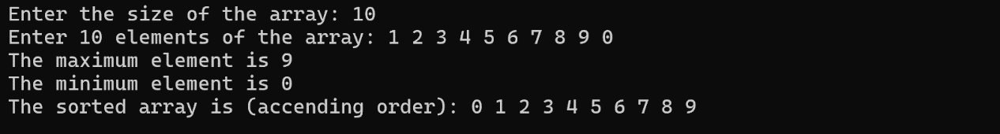 Enter the size of the array: 10
Enter 10 elements of the array: 1 2 3 4 5 6 7 8 9 0
The maximum element is 9
The minimum element is 0
The sorted array is (accending order): 0 1 2 3 4 5 6 7 8 9